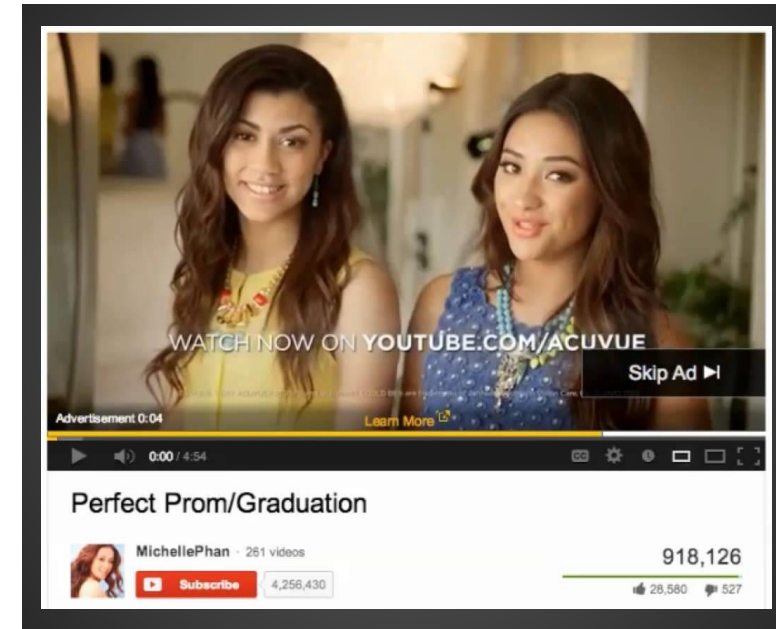 WATCH NOW ON YOUTUBE.COM/ACUVUE
Skip Ad
Advertisement 0:04
Learn More
0:00 / 4:54
CC
Perfect Prom/Graduation
MichellePhan · 261 videos
Subscribe 4,256,430
918,126
28,580 527